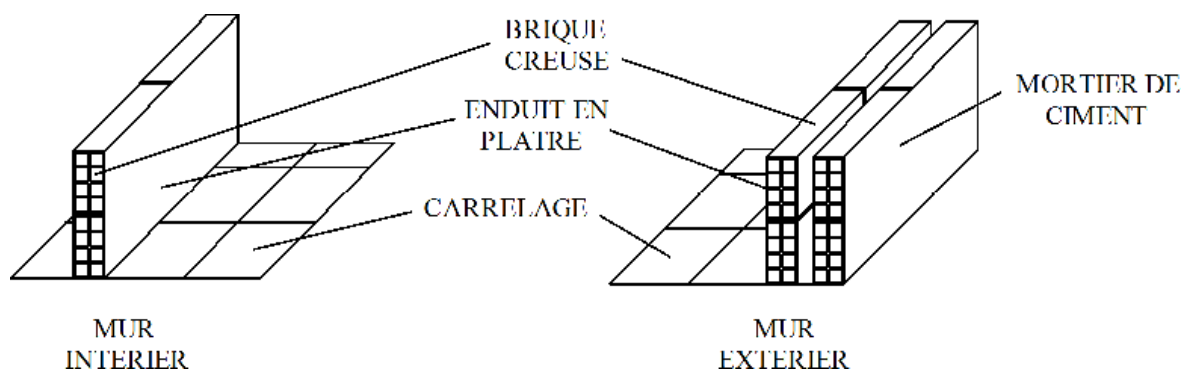 BRIQUE
CREUSE
MORTIER DE
CIMENT
ENDUIT EN
PLATRE
CARRELAGE
MUR
INTERIER
MUR
EXTERIER